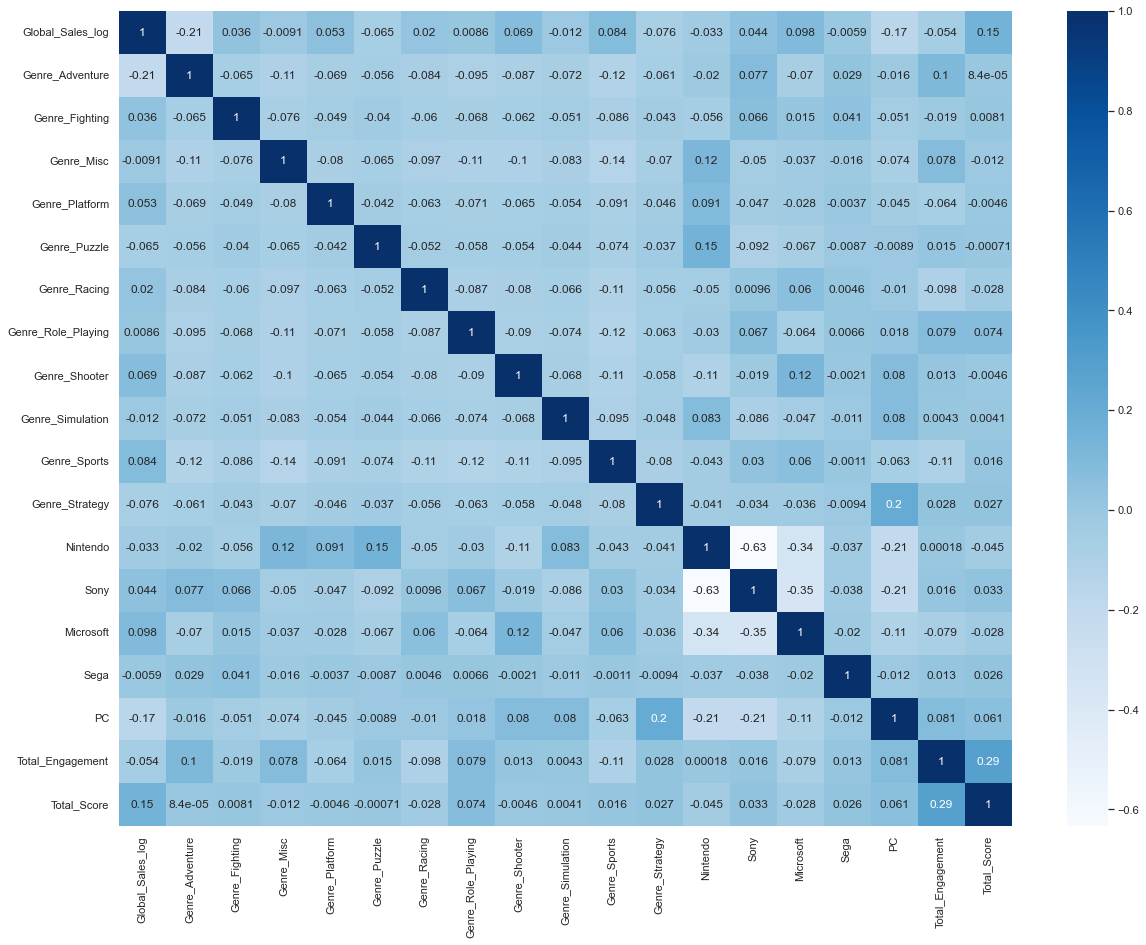 Global_Sales_log 1 -0.21 0.036 -0.0091 0.053 -0.065 0.02 0.0086 0.069 -0.012 0.084 -0.076 -0.033 0.044 0.098 -0.0059 -0.17 -0.054 0.15
Genre_Adventure -0.21 1 -0.065 -0.11 -0.069 -0.056 -0.084 -0.095 -0.087 -0.072 -0.12 -0.061 -0.02 0.077 -0.07 0.029 -0.016 0.1 8.4e-05
Genre_Fighting 0.036 -0.065 1 -0.076 -0.049 -0.04 -0.06 -0.068 -0.062 -0.051 -0.086 -0.043 -0.056 0.066 0.015 0.041 -0.051 -0.019 0.0081
Genre_Misc -0.0091 -0.11 -0.076 1 -0.08 -0.065 -0.097 -0.11 -0.1 -0.083 -0.14 -0.07 0.12 -0.05 -0.037 -0.016 -0.074 0.078 -0.012
Genre_Platform 0.053 -0.069 -0.049 -0.08 1 -0.042 -0.063 -0.071 -0.065 -0.054 -0.091 -0.046 0.091 -0.047 -0.028 -0.0037 -0.045 -0.064 -0.0046
Genre_Puzzle -0.065 -0.056 -0.04 -0.065 -0.042 1 -0.052 -0.058 -0.054 -0.044 -0.074 -0.037 0.15 -0.092 -0.067 -0.0087 -0.0089 0.015 -0.00071
Genre_Racing 0.02 -0.084 -0.06 -0.097 -0.063 -0.052 1 -0.087 -0.08 -0.066 -0.11 -0.056 -0.05 0.0096 0.06 0.0046 -0.01 -0.098 -0.028
Genre_Role_Playing 0.0086 -0.095 -0.068 -0.11 -0.071 -0.058 -0.087 1 -0.09 -0.074 -0.12 -0.063 -0.03 0.067 -0.064 0.0066 0.018 0.079 0.074
Genre_Shooter 0.069 -0.087 -0.062 -0.1 -0.065 -0.054 -0.08 -0.09 1 -0.068 -0.11 -0.058 -0.11 -0.019 0.12 -0.0021 0.08 0.013 -0.0046
Genre_Simulation -0.012 -0.072 -0.051 -0.083 -0.054 -0.044 -0.066 -0.074 -0.068 1 -0.095 -0.048 0.083 -0.086 -0.047 -0.011 0.08 0.0043 0.0041
Genre_Sports 0.084 -0.12 -0.086 -0.14 -0.091 -0.074 -0.11 -0.12 -0.11 -0.095 1 -0.08 -0.043 0.03 0.06 -0.0011 -0.063 -0.11 0.016
Genre_Strategy -0.076 -0.061 -0.043 -0.07 -0.046 -0.037 -0.056 -0.063 -0.058 -0.048 -0.08 1 -0.041 -0.034 -0.036 -0.0094 0.2 0.028 0.027
Nintendo -0.033 -0.02 -0.056 0.12 0.091 0.15 -0.05 -0.03 -0.11 0.083 -0.043 -0.041 1 -0.63 -0.34 -0.037 -0.21 0.00018 -0.045
Sony 0.044 0.077 0.066 -0.05 -0.047 -0.092 0.0096 0.067 -0.019 -0.086 0.03 -0.034 -0.63 1 -0.35 -0.038 -0.21 0.016 0.033
Microsoft 0.098 -0.07 0.015 -0.037 -0.028 -0.067 0.06 -0.064 0.12 -0.047 0.06 -0.036 -0.34 -0.35 1 -0.02 -0.11 -0.079 -0.028
Sega -0.0059 0.029 0.041 -0.016 -0.0037 -0.0087 0.0046 0.0066 -0.0021 -0.011 -0.0011 -0.0094 -0.037 -0.038 -0.02 1 -0.012 0.013 0.026
PC -0.17 -0.016 -0.051 -0.074 -0.045 -0.0089 -0.01 0.018 0.08 0.08 -0.063 0.2 -0.21 -0.21 -0.11 -0.012 1 0.081 0.061
Total_Engagement -0.054 0.1 -0.019 0.078 -0.064 0.015 -0.098 0.079 0.013 0.0043 -0.11 0.028 0.00018 0.016 -0.079 0.013 0.081 1 0.29
Total_Score 0.15 8.4e-05 0.0081 -0.012 -0.0046 -0.00071 -0.028 0.074 -0.0046 0.0041 0.016 0.027 -0.045 0.033 -0.028 0.026 0.061 0.29 1
Global_Sales_log
Genre_Adventure
Genre_Fighting
Genre_Misc
Genre_Platform
Genre_Puzzle
Genre_Racing
Genre_Role_Playing
Genre_Shooter
Genre_Simulation
Genre_Sports
Genre_Strategy
Nintendo
Sony
Microsoft
Sega
PC
Total_Engagement
Total_Score
1.0
0.8
0.6
0.4
0.2
0.0
−0.2
−0.4
−0.6